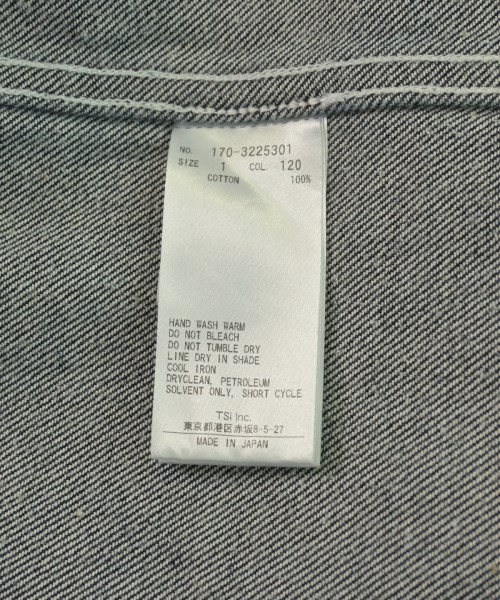 NO. 170-3225301
SIZE 1 COL. 120
COTTON 100%
HAND WASH WARM
DO NOT BLEACH
DO NOT TUMBLE DRY
LINE DRY IN SHADE
COOL IRON
DRYCLEAN, PETROLEUM
SOLVENT ONLY, SHORT CYCLE
TSI Inc.
東京都港区赤坂8-5-27
MADE IN JAPAN